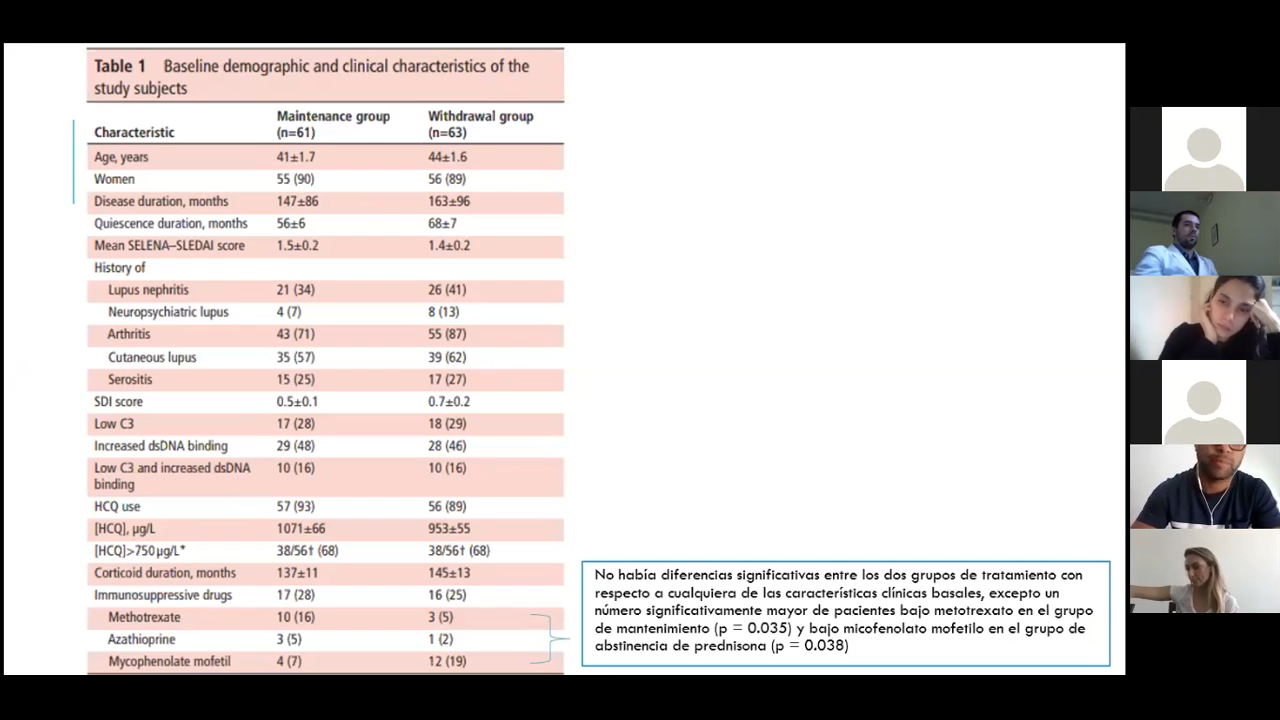 Table 1 Baseline demographic and clinical characteristics of the
study subjects
Characteristic Maintenance group (n=61) Withdrawal group (n=63)
Age, years 41±1.7 44±1.6
Women 55 (90) 56 (89)
Disease duration, months 147±86 163±96
Quiescence duration, months 56±6 68±7
Mean SELENA–SLEDAI score 1.5±0.2 1.4±0.2
History of
Lupus nephritis 21 (34) 26 (41)
Neuropsychiatric lupus 4 (7) 8 (13)
Arthritis 43 (71) 55 (87)
Cutaneous lupus 35 (57) 39 (62)
Serositis 15 (25) 17 (27)
SDI score 0.5±0.1 0.7±0.2
Low C3 17 (28) 18 (29)
Increased dsDNA binding 29 (48) 28 (46)
Low C3 and increased dsDNA 10 (16) 10 (16)
binding
HCQ use 57 (93) 56 (89)
[HCQ], µg/L 1071±66 953±55
[HCQ]>750 µg/L* 38/56† (68) 38/56† (68)
Corticoid duration, months 137±11 145±13
Immunosuppressive drugs 17 (28) 16 (25)
Methotrexate 10 (16) 3 (5)
Azathioprine 3 (5) 1 (2)
Mycophenolate mofetil 4 (7) 12 (19)
No había diferencias significativas entre los dos grupos de tratamiento con
respecto a cualquiera de las características clínicas basales, excepto un
número significativamente mayor de pacientes bajo metotrexato en el grupo
de mantenimiento (p = 0.035) y bajo micofenolato mofetilo en el grupo de
abstinencia de prednisona (p = 0.038)